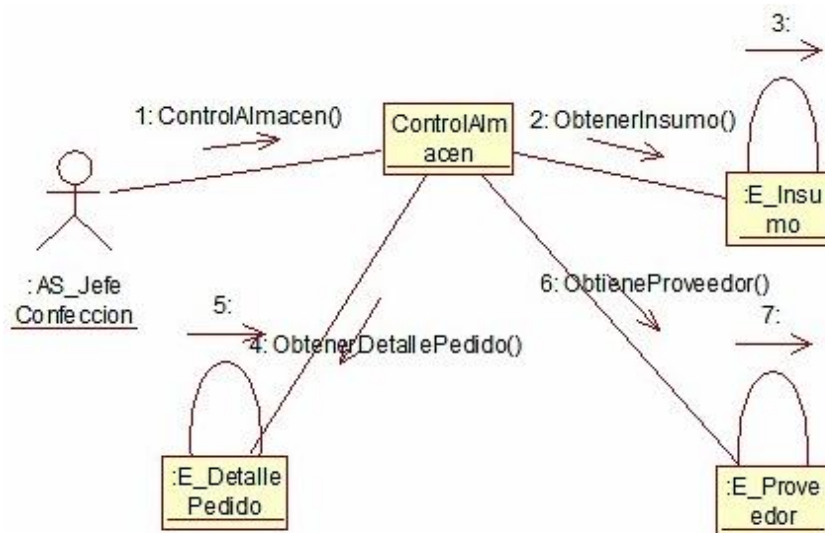 3:
1: ControlAlmacen()
ControlAlm
acen
2: ObtenerInsumo()
:E_Insu
mo
: AS_Jefe
Confeccion
5:
4: ObtenerDetallePedido()
6: ObtieneProveedor()
7:
:E_Detalle
Pedido
:E_Prove
edor